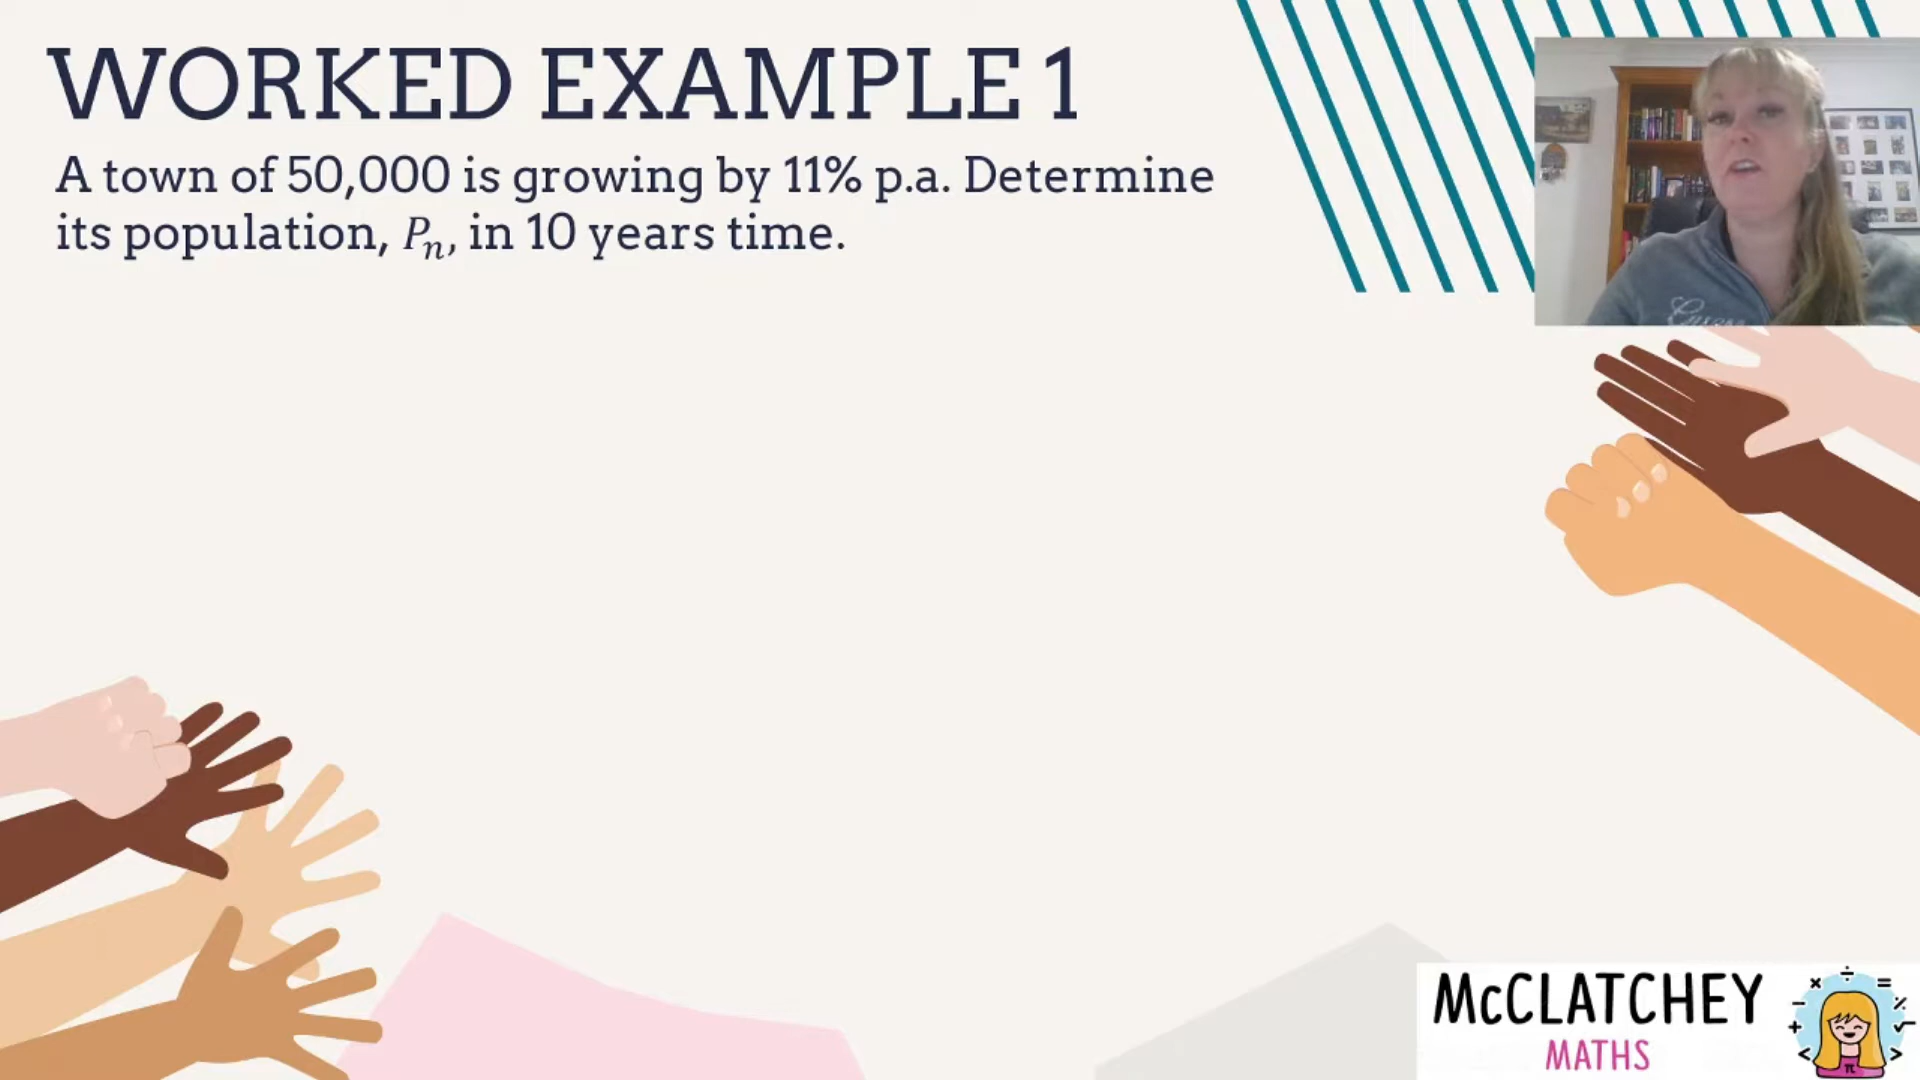 WORKED EXAMPLE 1
A town of 50,000 is growing by 11% p.a. Determine
its population, Pₙ, in 10 years time.
McCLATCHEY
MATHS